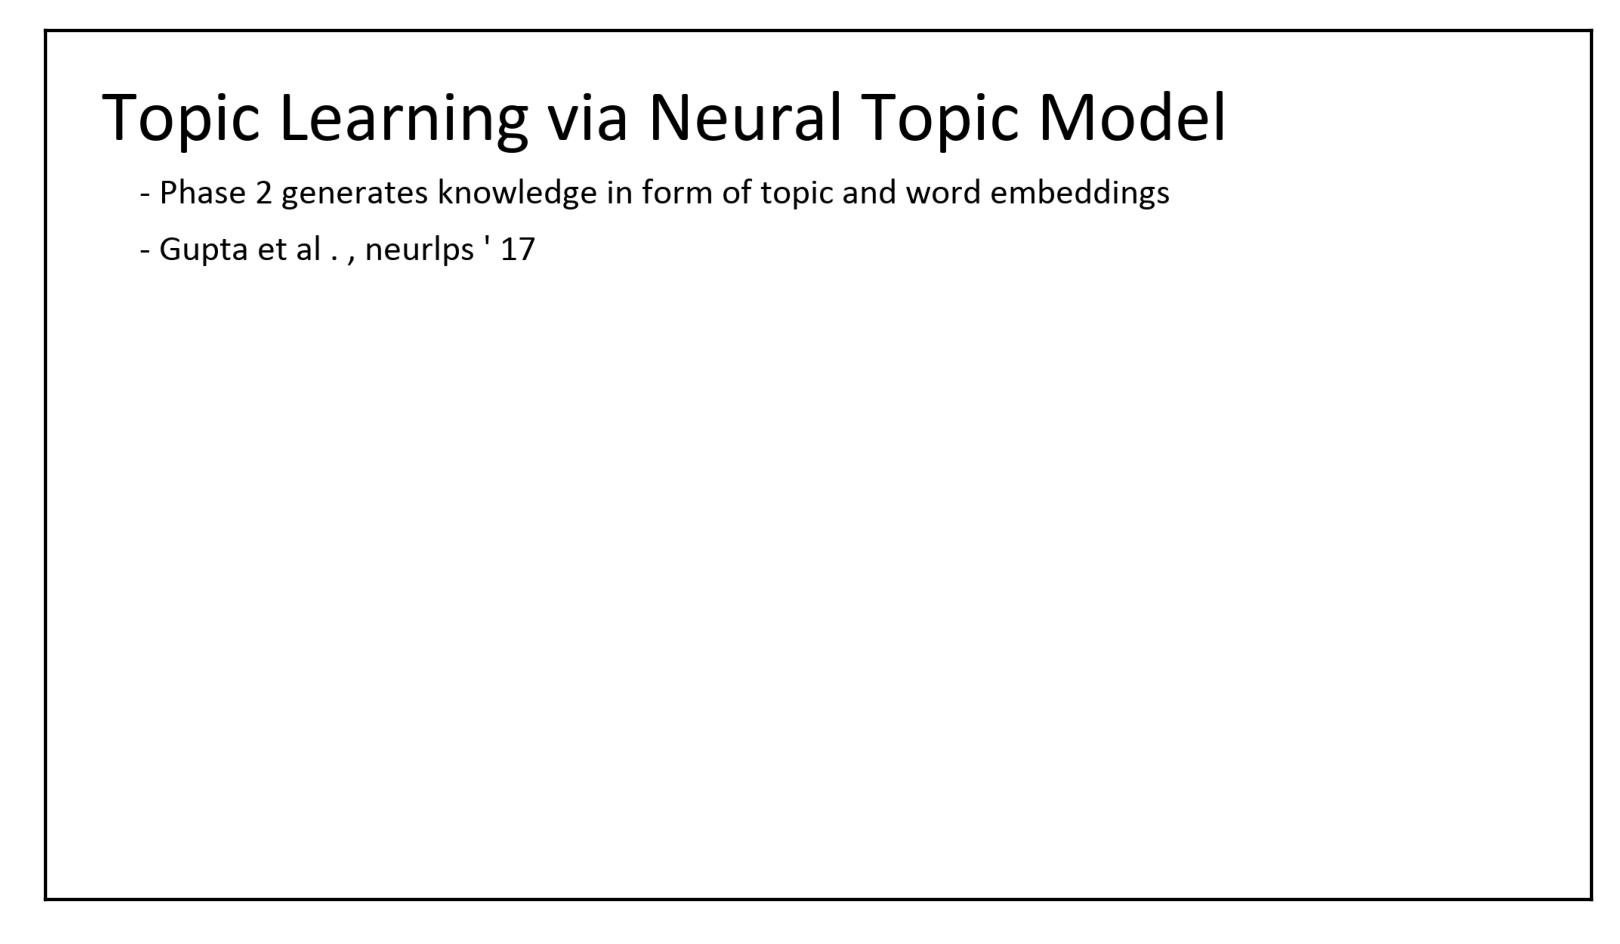 Topic Learning via Neural Topic Model
- Phase 2 generates knowledge in form of topic and word embeddings
- Gupta et al . , neurlps ' 17